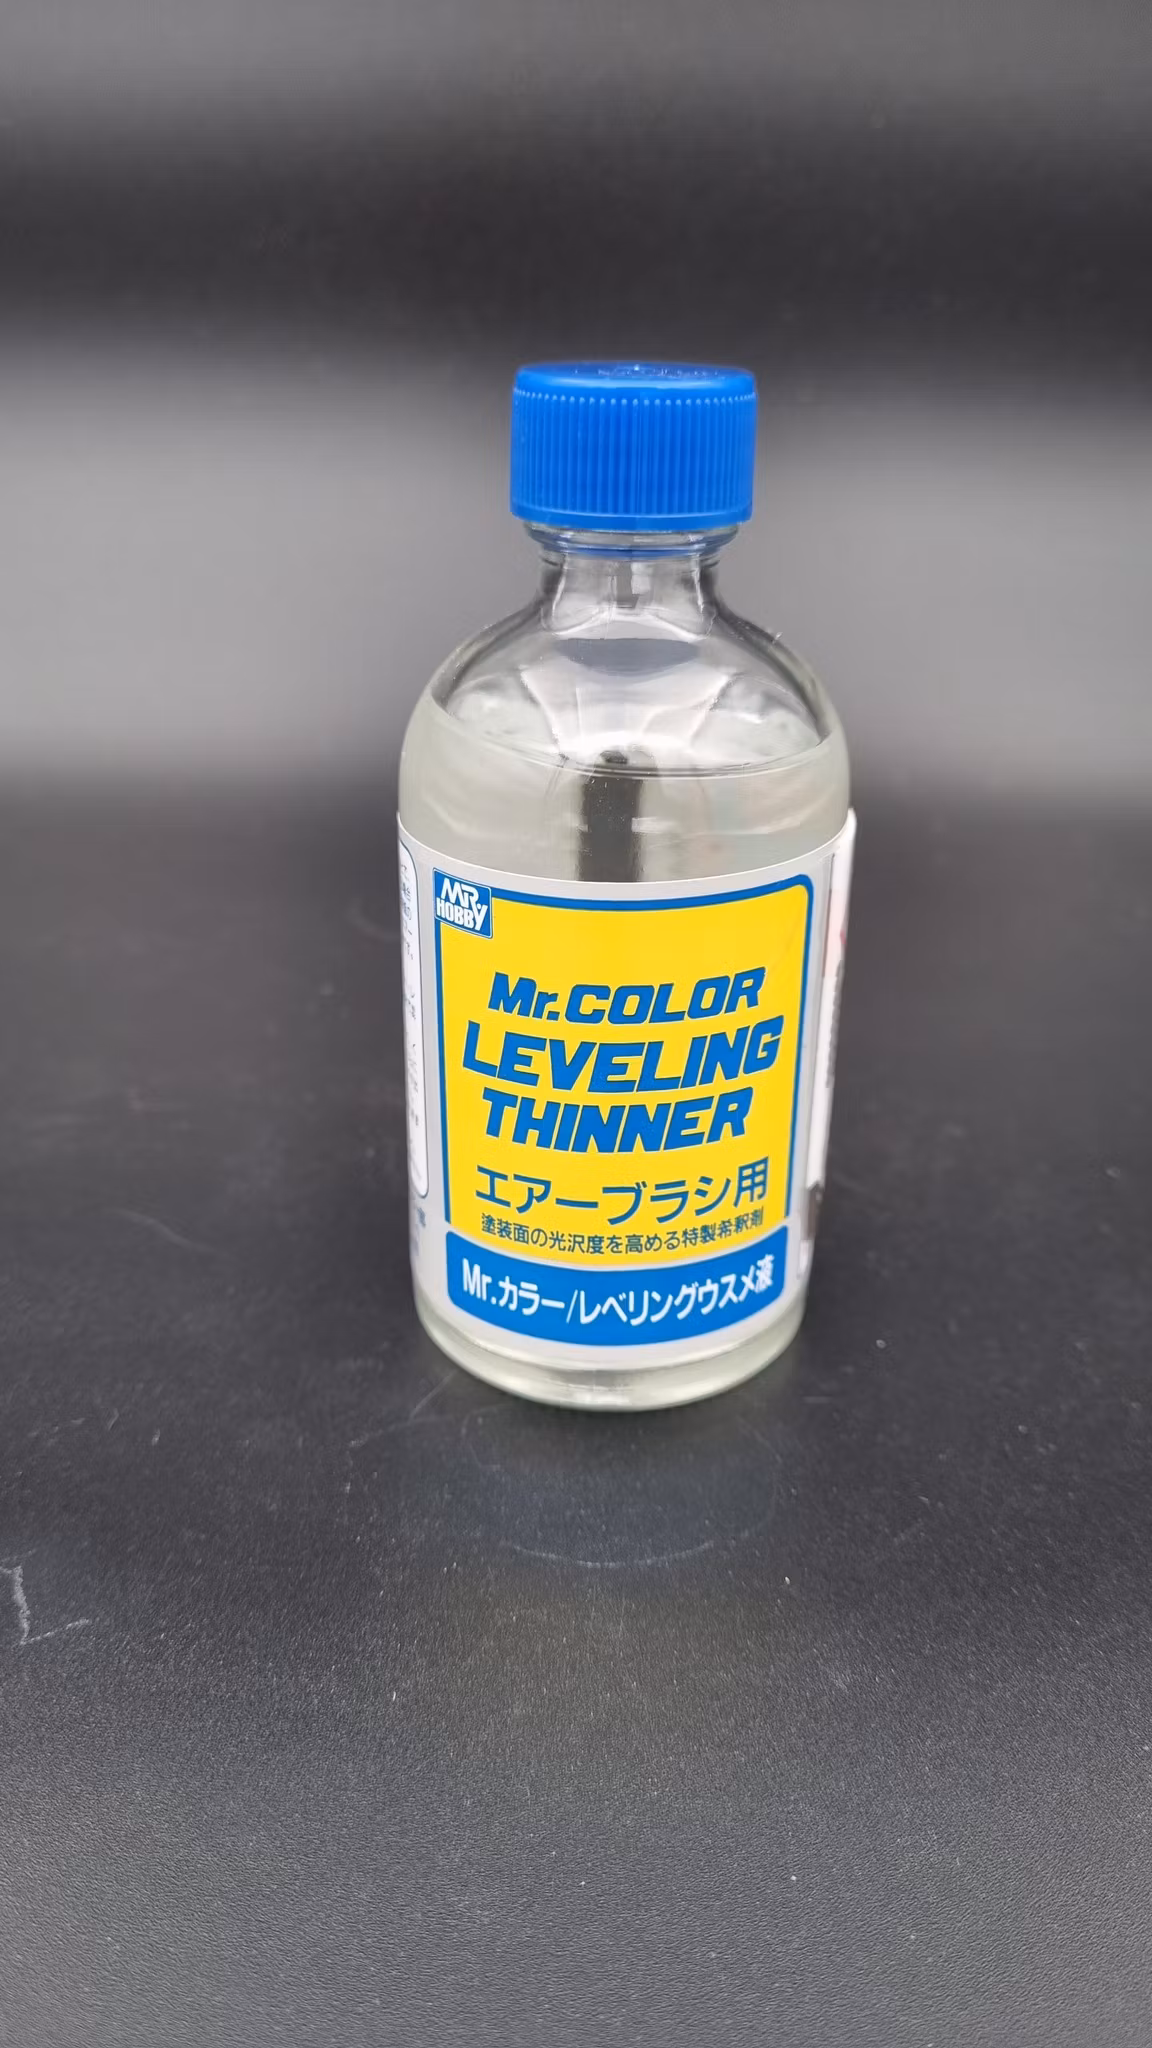 MR.
HOBBY
Mr.COLOR
LEVELING
THINNER
エアーブラシ用
塗装面の光沢度を高める特製希釈剤
Mr.カラー/レベリングウスメ液